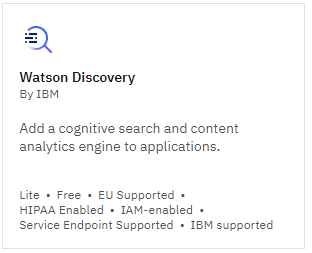 Watson Discovery
By IBM
Add a cognitive search and content
analytics engine to applications.
Lite • Free • EU Supported •
HIPAA Enabled • IAM-enabled •
Service Endpoint Supported • IBM supported